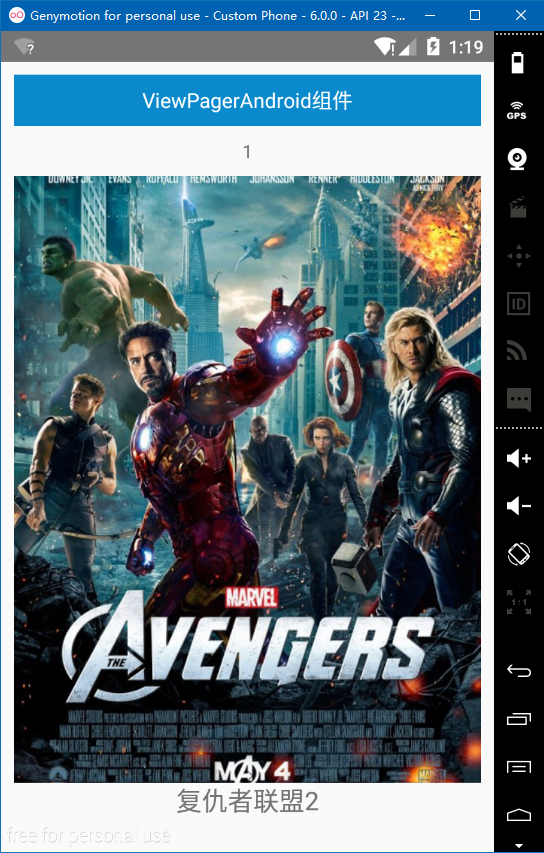 Genymotion for personal use - Custom Phone - 6.0.0 - API 23 -...
1:19
GPS
ViewPagerAndroid组件
1
DOWNEY JR. EVANS RUFFALO HEMSWORTH JOHANSSON RENNER HIDDLESTON JACKSON
ID
MARVEL
THE AVENGERS
1:1
MAY 4
MARVEL
复仇者联盟2
free for personal use